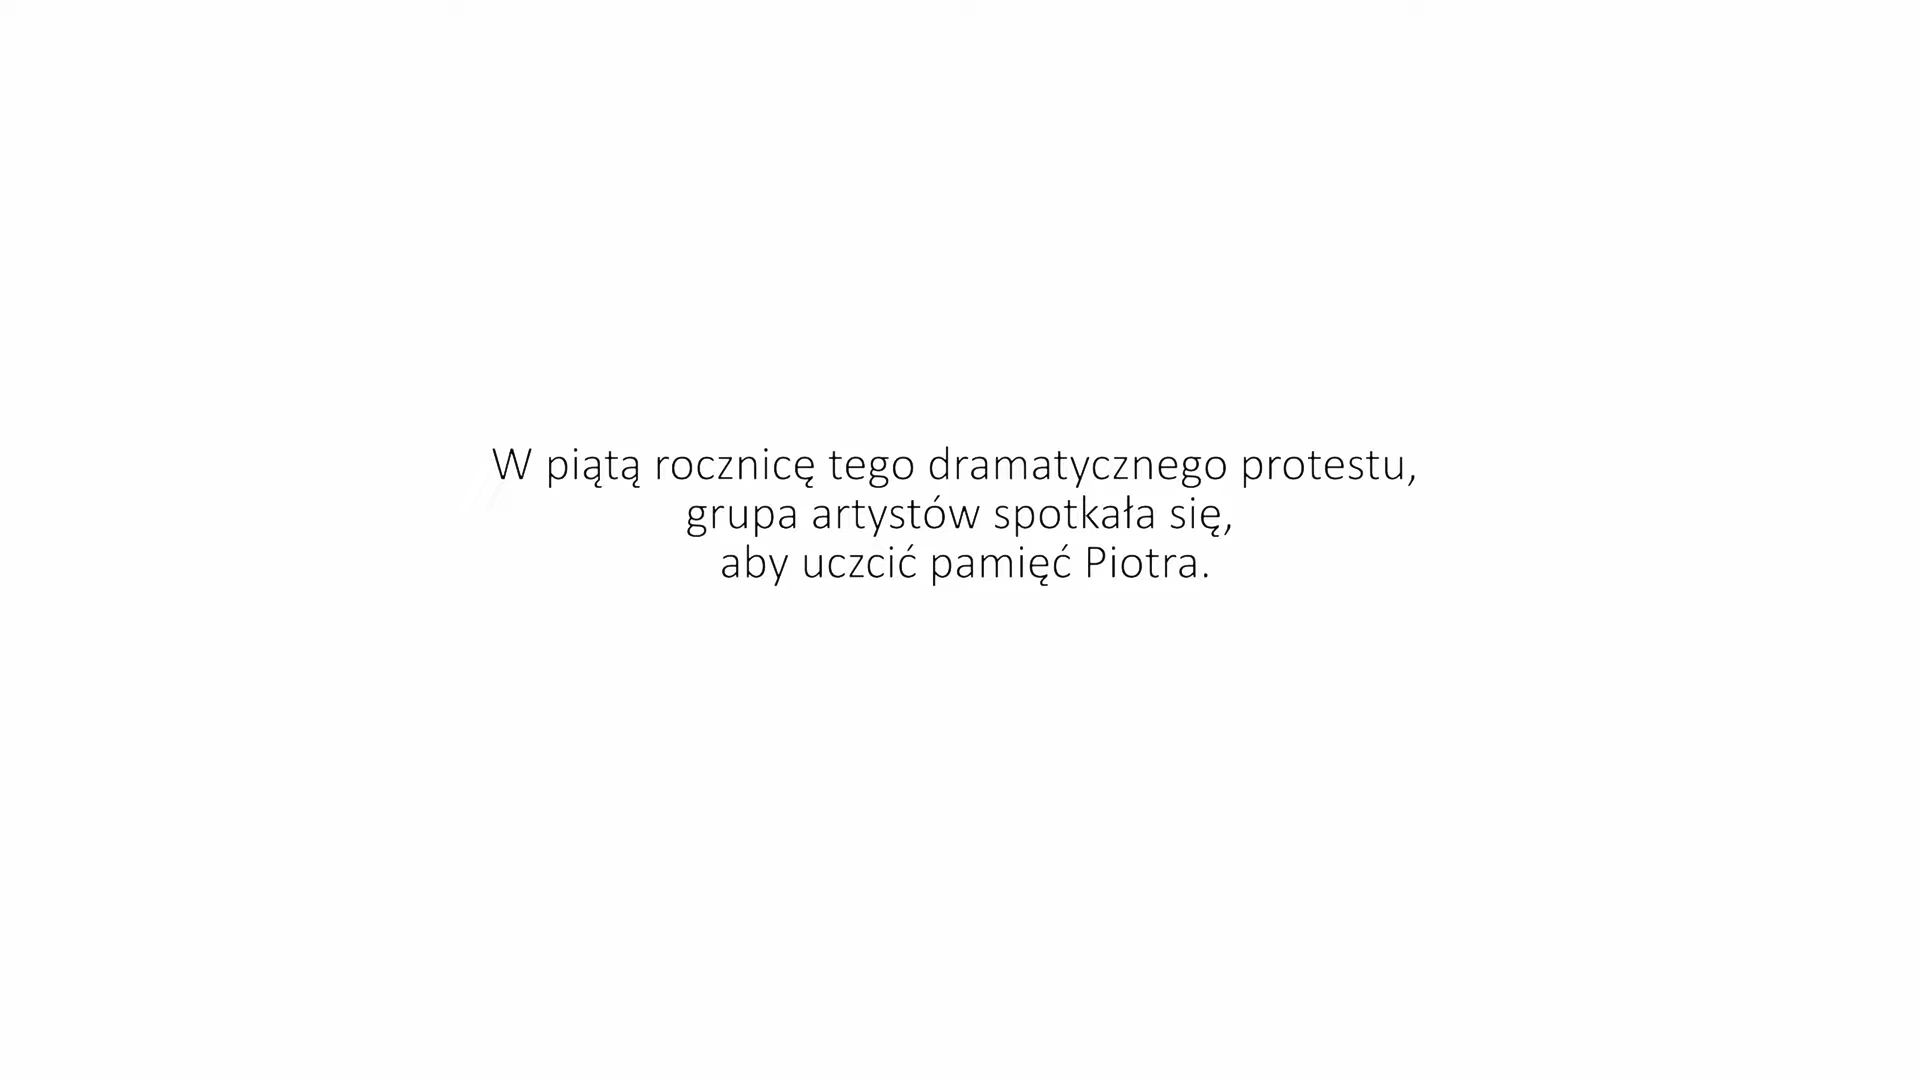 W piątą rocznicę tego dramatycznego protestu,
grupa artystów spotkała się,
aby uczcić pamięć Piotra.